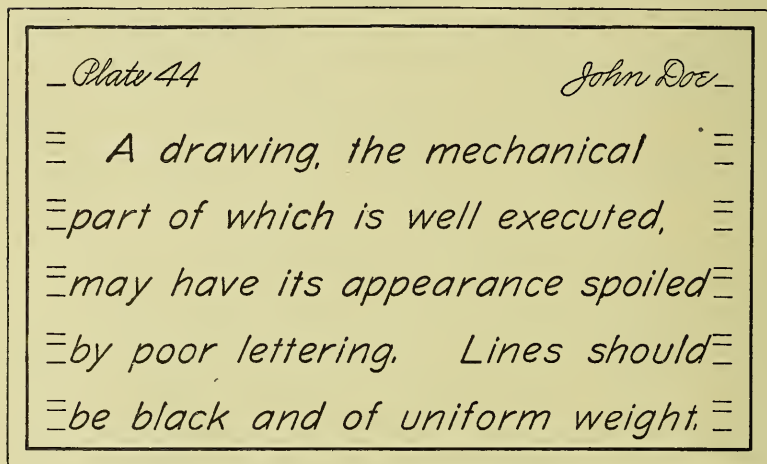 Plate 44 John Doe
A drawing, the mechanical
part of which is well executed,
may have its appearance spoiled
by poor lettering. Lines should
be black and of uniform weight.